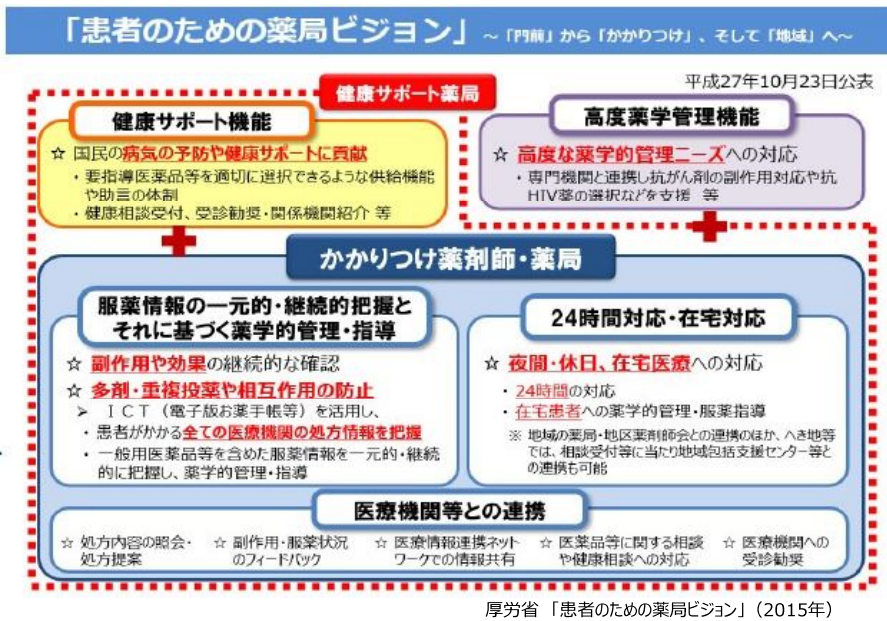 「患者のための薬局ビジョン」 ～「門前」から「かかりつけ」、そして「地域」へ～
平成27年10月23日公表
健康サポート薬局
健康サポート機能
☆ 国民の病気の予防や健康サポートに貢献
・要指導医薬品等を適切に選択できるような供給機能
や助言の体制
・健康相談受付、受診勧奨・関係機関紹介 等
高度薬学管理機能
☆ 高度な薬学的管理ニーズへの対応
・専門機関と連携し抗がん剤の副作用対応や抗
HIV薬の選択などを支援 等
かかりつけ薬剤師・薬局
服薬情報の一元的・継続的把握と
それに基づく薬学的管理・指導
☆ 副作用や効果の継続的な確認
☆ 多剤・重複投薬や相互作用の防止
➢ ICT（電子版お薬手帳等）を活用し、
・患者がかかる全ての医療機関の処方情報を把握
・一般用医薬品等を含めた服薬情報を一元的・継続
的に把握し、薬学的管理・指導
24時間対応・在宅対応
☆ 夜間・休日、在宅医療への対応
・24時間の対応
・在宅患者への薬学的管理・服薬指導
※ 地域の薬局・地区薬剤師会との連携のほか、へき地等
では、相談受付等に当たり地域包括支援センター等と
の連携も可能
医療機関等との連携
☆ 処方内容の照会・
処方提案
☆ 副作用・服薬状況
のフィードバック
☆ 医療情報連携ネット
ワークでの情報共有
☆ 医薬品等に関する相談
や健康相談への対応
☆ 医療機関への
受診勧奨
厚労省 「患者のための薬局ビジョン」（2015年）